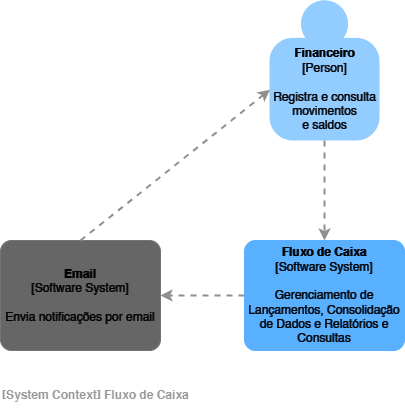 Financeiro
[Person]
Registra e consulta
movimentos
e saldos
Email
[Software System]
Envia notificações por email
Fluxo de Caixa
[Software System]
Gerenciamento de
Lançamentos, Consolidação
de Dados e Relatórios e
Consultas
[System Context] Fluxo de Caixa